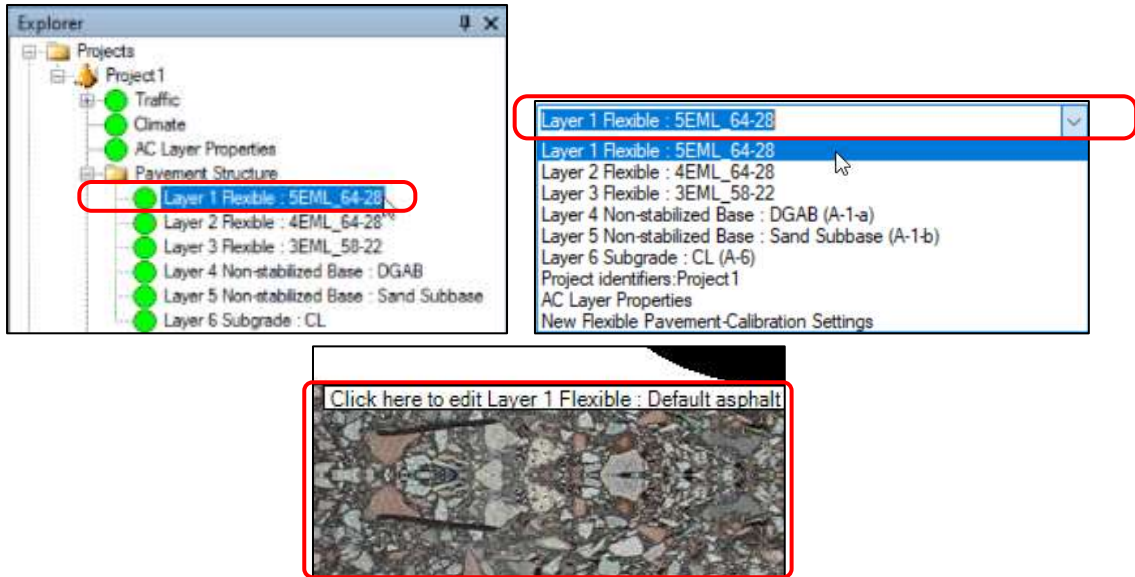 Explorer
Projects
Project1
Traffic
Climate
AC Layer Properties
Pavement Structure
Layer 1 Flexible : 5EML_64-28
Layer 2 Flexible : 4EML_64-28
Layer 3 Flexible : 3EML_58-22
Layer 4 Non-stabilized Base : DGAB
Layer 5 Non-stabilized Base : Sand Subbase
Layer 6 Subgrade : CL
Layer 1 Flexible : 5EML_64-28
Layer 1 Flexible : 5EML_64-28
Layer 2 Flexible : 4EML_64-28
Layer 3 Flexible : 3EML_58-22
Layer 4 Non-stabilized Base : DGAB (A-1-a)
Layer 5 Non-stabilized Base : Sand Subbase (A-1-b)
Layer 6 Subgrade : CL (A-6)
Project identifiers:Project1
AC Layer Properties
New Flexible Pavement-Calibration Settings
Click here to edit Layer 1 Flexible : Default asphalt